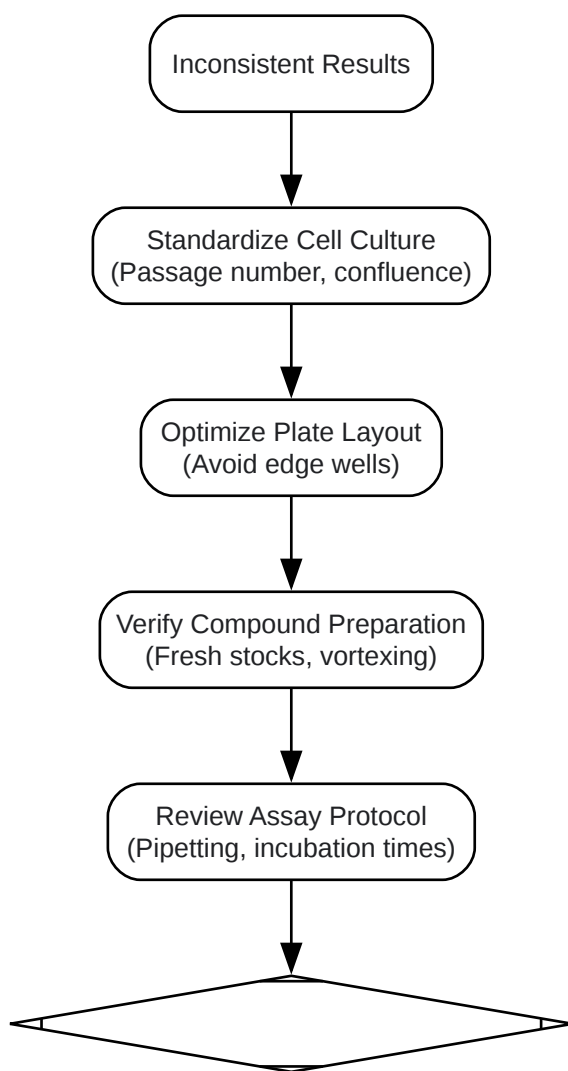 Inconsistent Results
Standardize Cell Culture
(Passage number, confluence)
Optimize Plate Layout
(Avoid edge wells)
Verify Compound Preparation
(Fresh stocks, vortexing)
Review Assay Protocol
(Pipetting, incubation times)